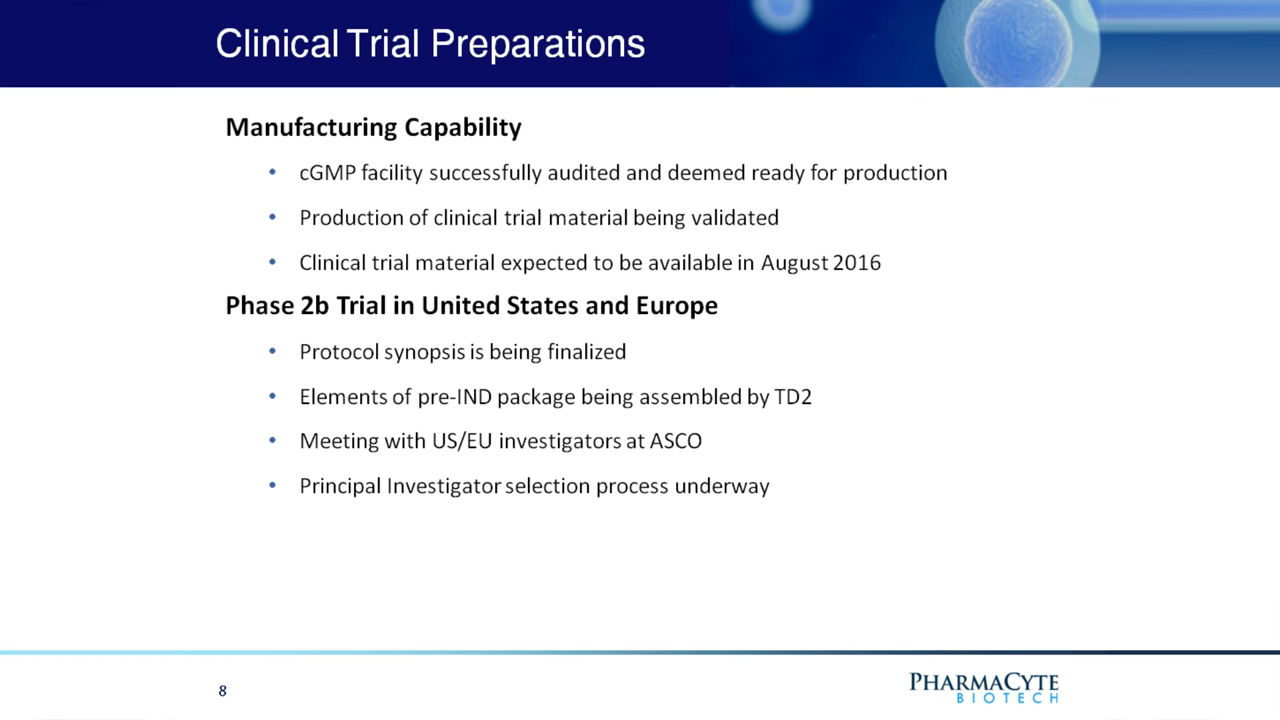 Clinical Trial Preparations
Manufacturing Capability
• cGMP facility successfully audited and deemed ready for production
• Production of clinical trial material being validated
• Clinical trial material expected to be available in August 2016
Phase 2b Trial in United States and Europe
• Protocol synopsis is being finalized
• Elements of pre-IND package being assembled by TD2
• Meeting with US/EU investigators at ASCO
• Principal Investigator selection process underway
8
PHARMACYTE
BIOTECH